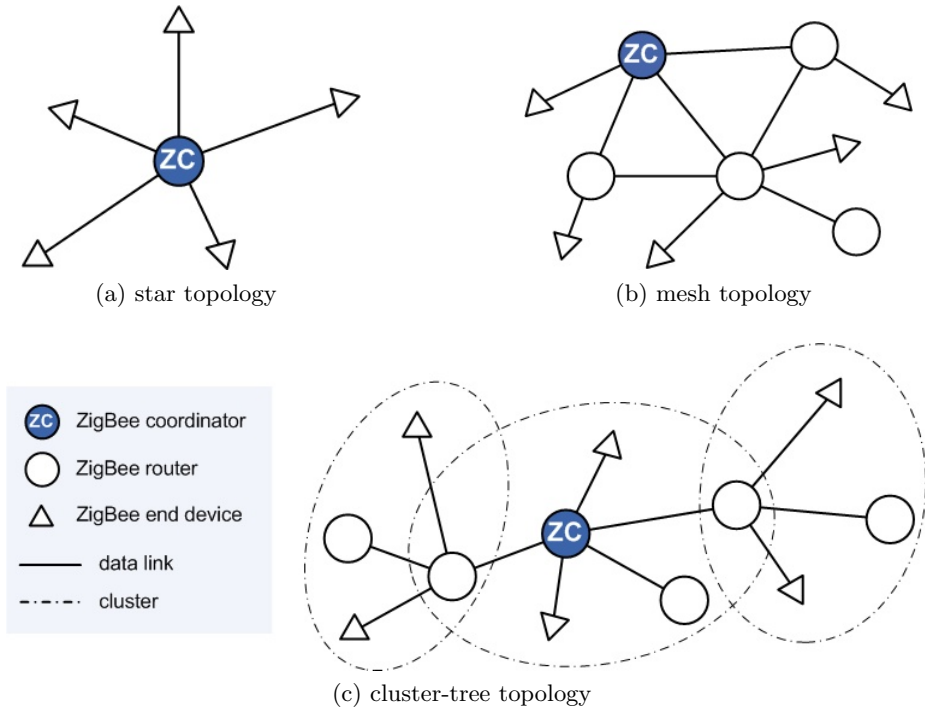 ZC
(a) star topology
ZC
(b) mesh topology
ZC ZigBee coordinator
ZigBee router
ZigBee end device
data link
cluster
ZC
(c) cluster-tree topology